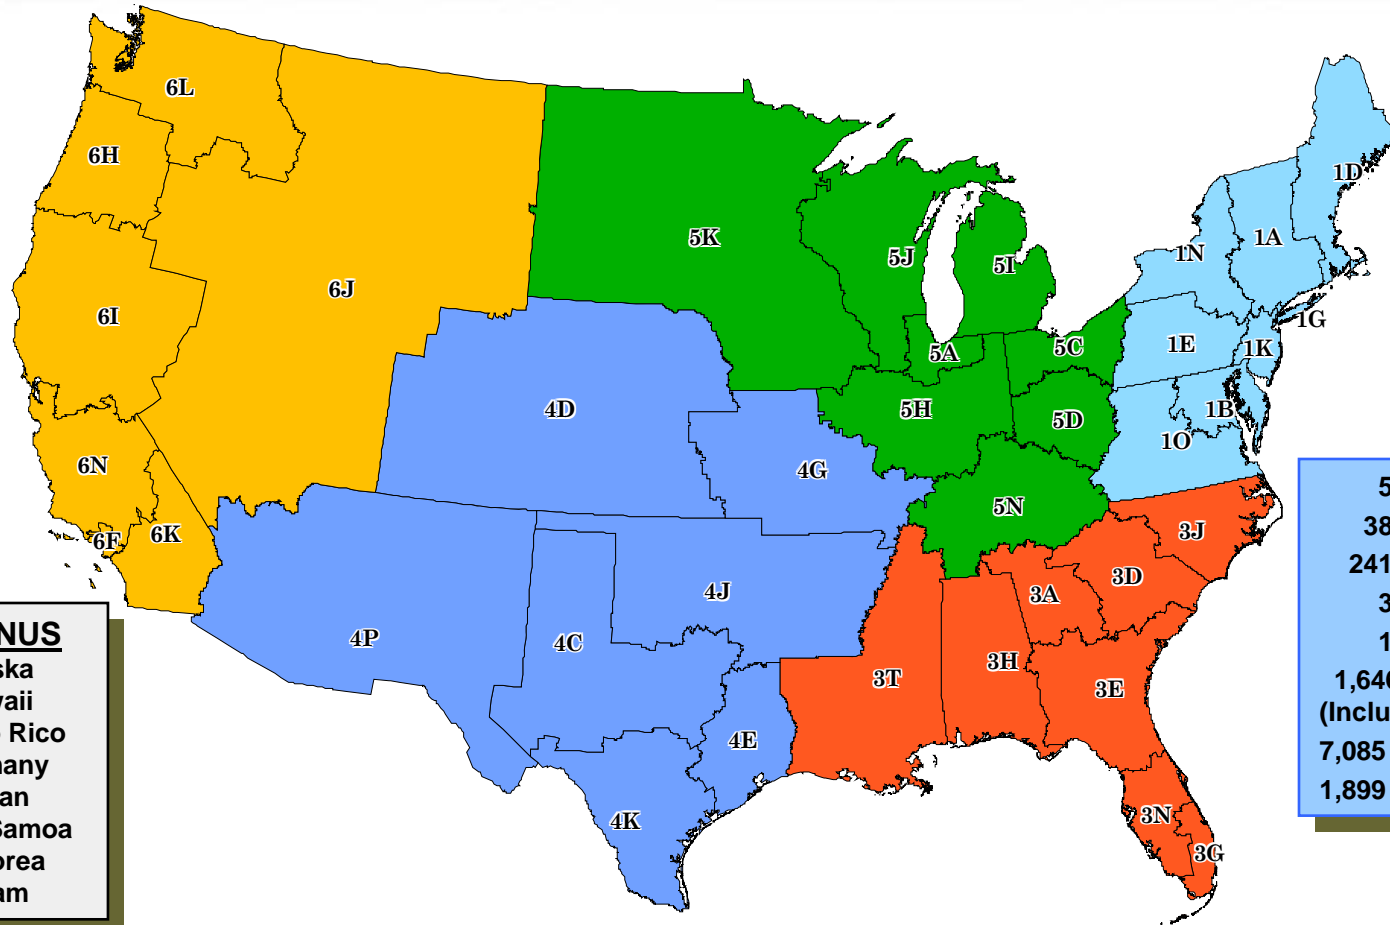 6L
6H
6I
6J
6N
6F
6K
5K
5J
5I
5A
5C
5H
5D
5N
1D
1A
1N
1G
1E
1K
1B
1O
4D
4G
4P
4C
4J
4E
4K
3J
3D
3A
3T
3H
3E
3N
3G
NUS
ska
vaii
Rico
nany
an
Samoa
orea
am
5
38
241
3
1
1,646
(Inclu
7,085
1,899